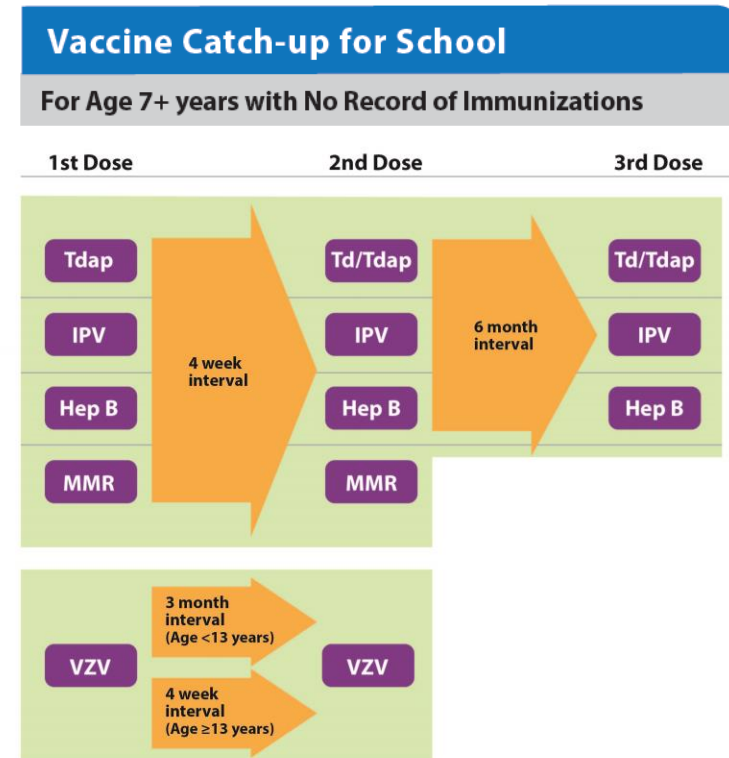 Vaccine Catch-up for School
For Age 7+ years with No Record of Immunizations
1st Dose 2nd Dose 3rd Dose
Tdap Td/Tdap Td/Tdap
IPV IPV IPV
4 week
interval
6 month
interval
Hep B Hep B Hep B
MMR MMR
VZV VZV
3 month
interval
(Age <13 years)
4 week
interval
(Age ≥13 years)